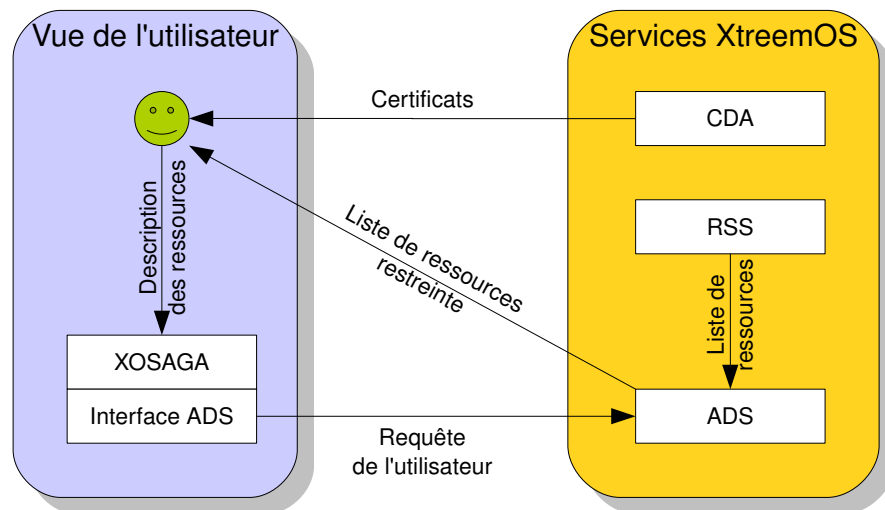 Vue de l'utilisateur
Services XtreemOS
Certificats
CDA
Description
des ressources
Liste de ressources
restreinte
RSS
Liste de
ressources
XOSAGA
Interface ADS
ADS
Requête
de l'utilisateur